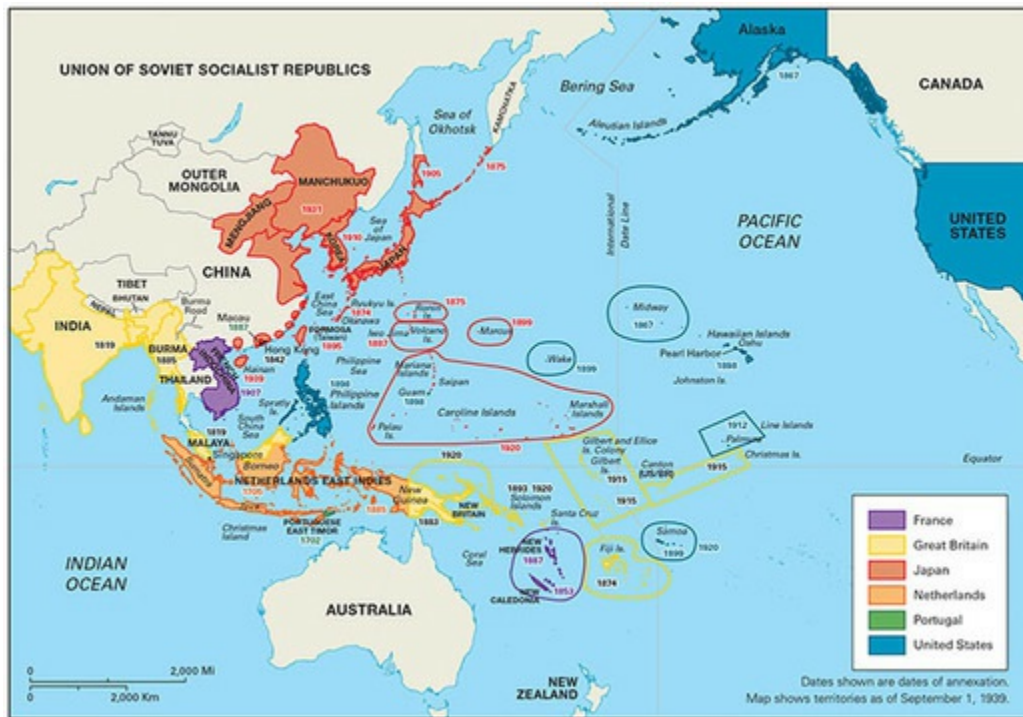 Alaska
UNION OF SOVIET SOCIALIST REPUBLICS
Bering Sea
1867
CANADA
KAMCHATKA
Sea of
Okhotsk
Aleutian Islands
TANNU
TUVA
OUTER
MONGOLIA
MANCHUKUO
1931
1905
1875
MENGJIANG
Sea
of
Japan
International
Date Line
PACIFIC
OCEAN
UNITED
STATES
KOREA
1910
JAPAN
CHINA
TIBET
BHUTAN
NEPAL
Burma
Road
Macau
1887
East
China
Sea
Ryukyu Is.
1874
Okinawa
Bonin
Is.
1875
Midway
1867
INDIA
1819
BURMA
1885
FRENCH
INDOCHINA
1907
Hong Kong
1842
Hainan
1939
FORMOSA
(Taiwan)
1895
Iwo Jima
1887
Volcano
Is.
Marcus
1899
Wake
1899
Hawaiian Islands
Oahu
Pearl Harbor
1898
Johnston Is.
THAILAND
Philippine
Sea
Mariana
Islands
Saipan
Guam
1898
1898
Philippine
Islands
Andaman
Islands
Spratly Is.
South
China
Sea
Palau
Is.
Caroline Islands
Marshall
Islands
1920
1912
Line Islands
Palmyra
Christmas Is.
1819
MALAYA
Singapore
Borneo
Sumatra
NETHERLANDS EAST INDIES
1920
Gilbert and Ellice
Is. Colony
Gilbert
Is.
1915
Canton
(US/BR)
1915
1915
Equator
New
Guinea
1885
1883
NEW
BRITAIN
1893 1920
Solomon
Islands
Santa Cruz
Is.
PORTUGUESE
EAST TIMOR
1702
Christmas
Island
Coral
Sea
NEW
HEBRIDES
1887
Fiji Is.
1874
Samoa
1899
1920
1853
NEW
CALEDONIA
INDIAN
OCEAN
AUSTRALIA
NEW
ZEALAND
France
Great Britain
Japan
Netherlands
Portugal
United States
0 2,000 Mi
0 2,000 Km
Dates shown are dates of annexation.
Map shows territories as of September 1, 1939.